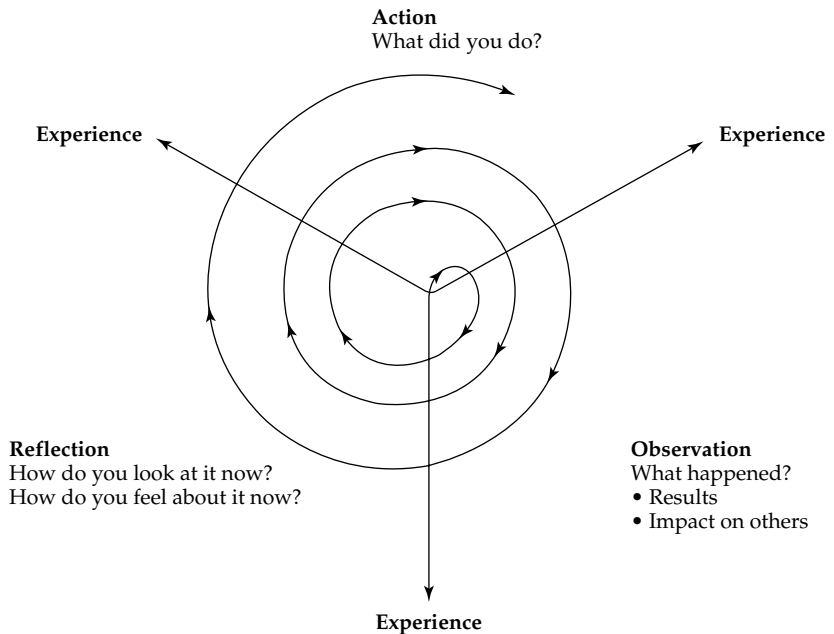 Action
What did you do?
Experience
Experience
Reflection
How do you look at it now?
How do you feel about it now?
Observation
What happened?
• Results
• Impact on others
Experience